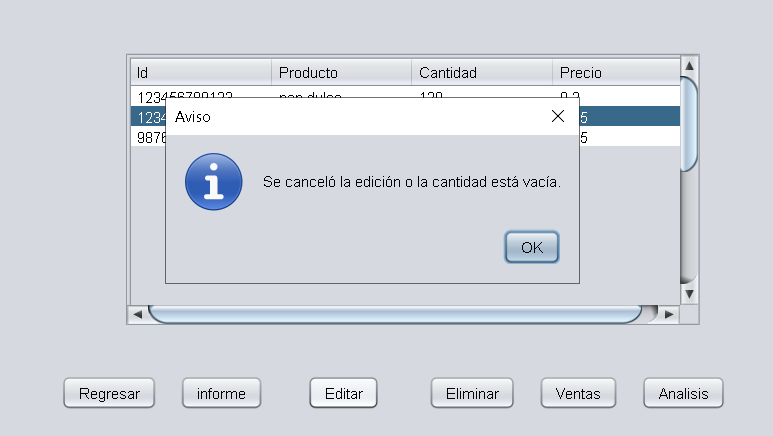 Id Producto Cantidad Precio
Aviso
Se canceló la edición o la cantidad está vacía.
OK
Regresar informe Editar Eliminar Ventas Analisis